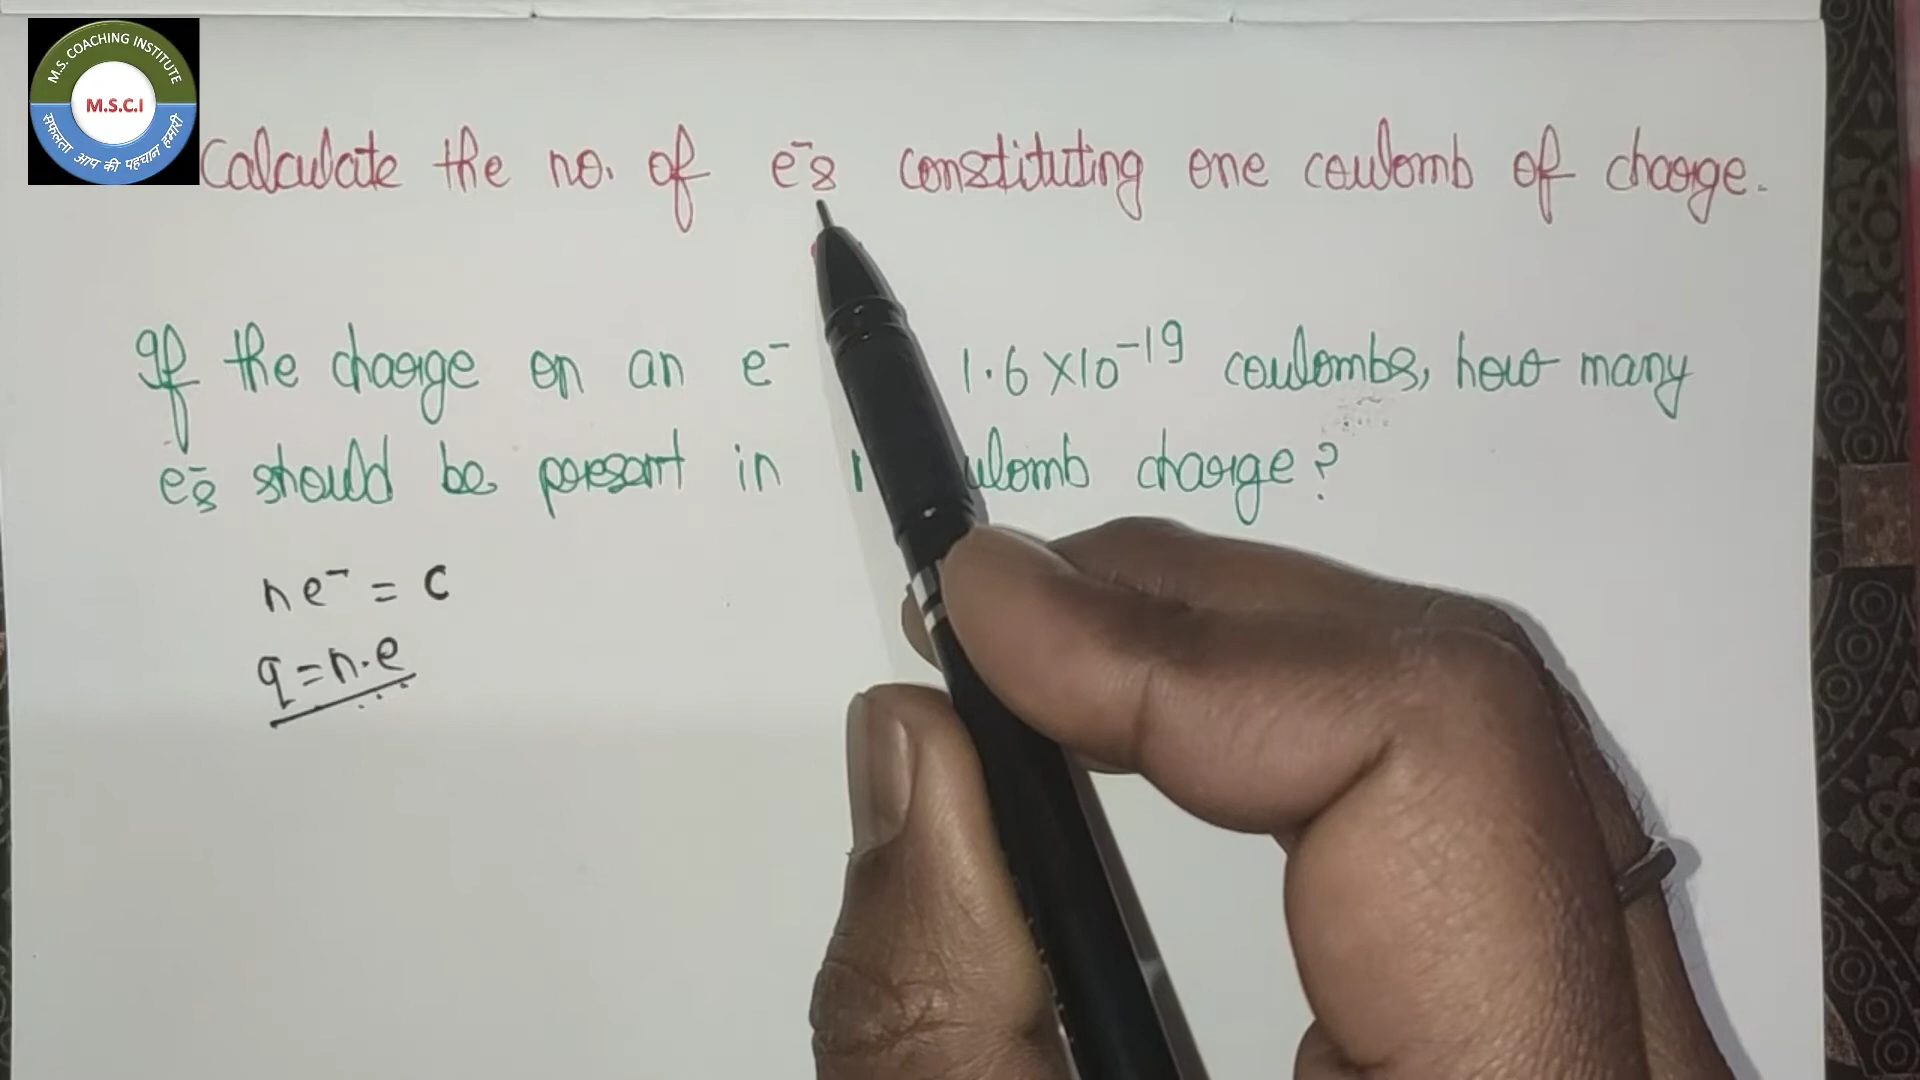 M.S. COACHING INSTITUTE
M.S.C.I
सफलता आप की पहचान हमारी
Calculate the no. of e⁻s constituting one coulomb of charge.
If the charge on an e⁻ 1.6 × 10⁻¹⁹ coulombs, how many
e⁻s should be present in 1 ulomb charge?
n e⁻ = C
q = n.e